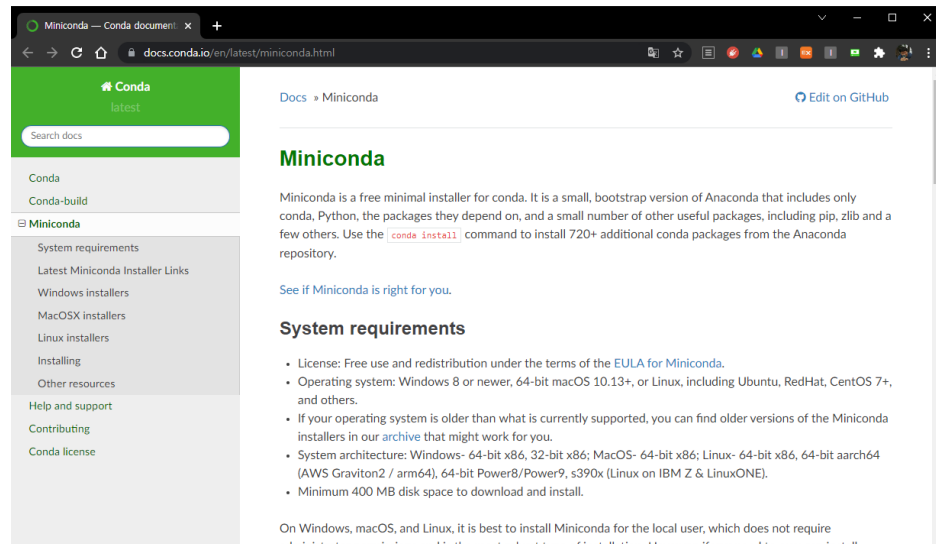 Miniconda — Conda document
docs.conda.io/en/latest/miniconda.html
Conda
latest
Search docs
Conda
Conda-build
Miniconda
System requirements
Latest Miniconda Installer Links
Windows installers
MacOSX installers
Linux installers
Installing
Other resources
Help and support
Contributing
Conda license
Docs » Miniconda
Edit on GitHub
Miniconda
Miniconda is a free minimal installer for conda. It is a small, bootstrap version of Anaconda that includes only
conda, Python, the packages they depend on, and a small number of other useful packages, including pip, zlib and a
few others. Use the conda install command to install 720+ additional conda packages from the Anaconda
repository.
See if Miniconda is right for you.
System requirements
• License: Free use and redistribution under the terms of the EULA for Miniconda.
• Operating system: Windows 8 or newer, 64-bit macOS 10.13+, or Linux, including Ubuntu, RedHat, CentOS 7+,
and others.
• If your operating system is older than what is currently supported, you can find older versions of the Miniconda
installers in our archive that might work for you.
• System architecture: Windows- 64-bit x86, 32-bit x86; MacOS- 64-bit x86; Linux- 64-bit x86, 64-bit aarch64
(AWS Graviton2 / arm64), 64-bit Power8/Power9, s390x (Linux on IBM Z & LinuxONE).
• Minimum 400 MB disk space to download and install.
On Windows, macOS, and Linux, it is best to install Miniconda for the local user, which does not require